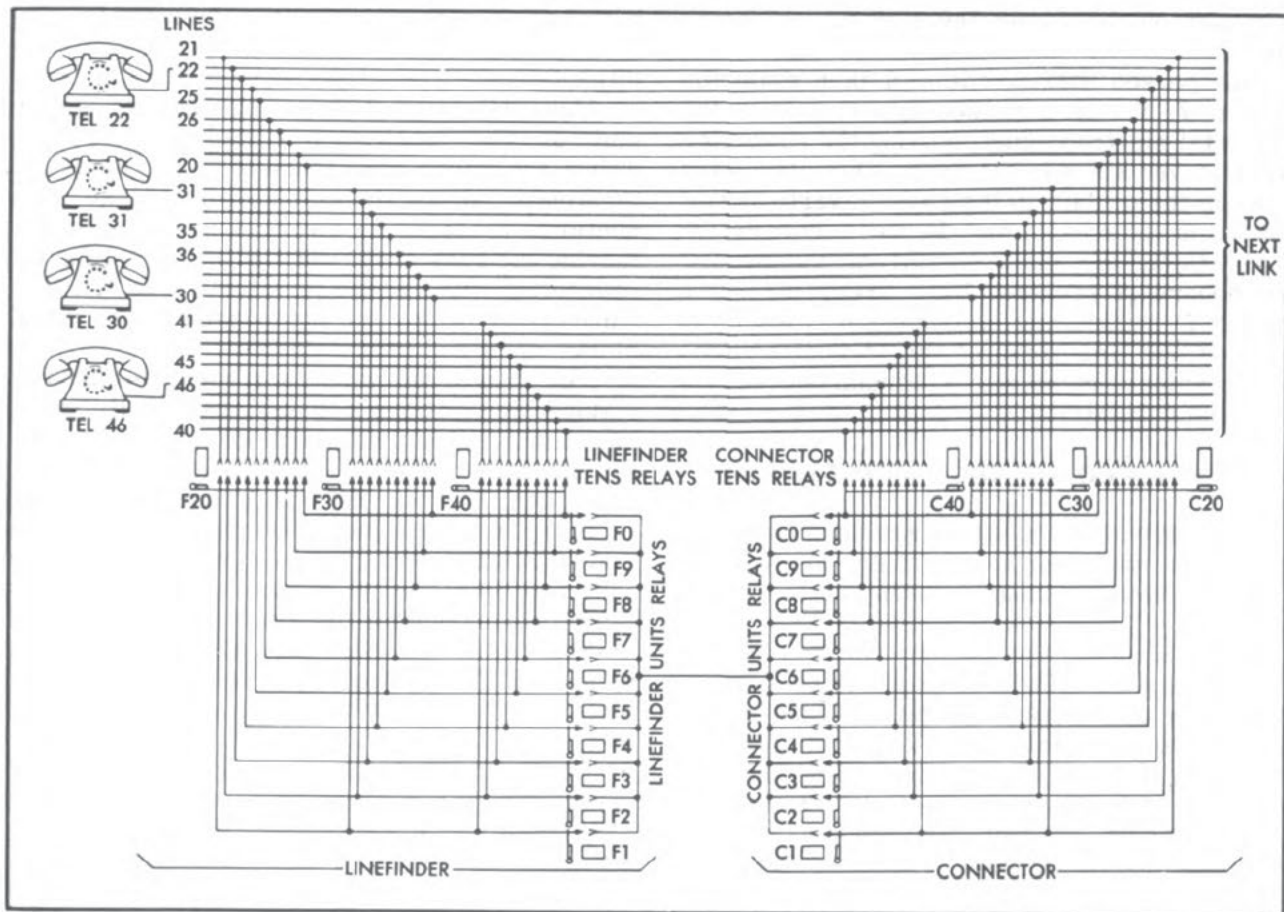 LINES
21
22
25
26
20
31
35
36
30
41
45
46
40
TEL 22
TEL 31
TEL 30
TEL 46
TO
NEXT
LINK
LINEFINDER
TENS RELAYS
CONNECTOR
TENS RELAYS
F20
F30
F40
C40
C30
C20
F0
F9
F8
F7
F6
F5
F4
F3
F2
F1
LINEFINDER UNITS RELAYS
CONNECTOR UNITS RELAYS
C0
C9
C8
C7
C6
C5
C4
C3
C2
C1
LINEFINDER
CONNECTOR